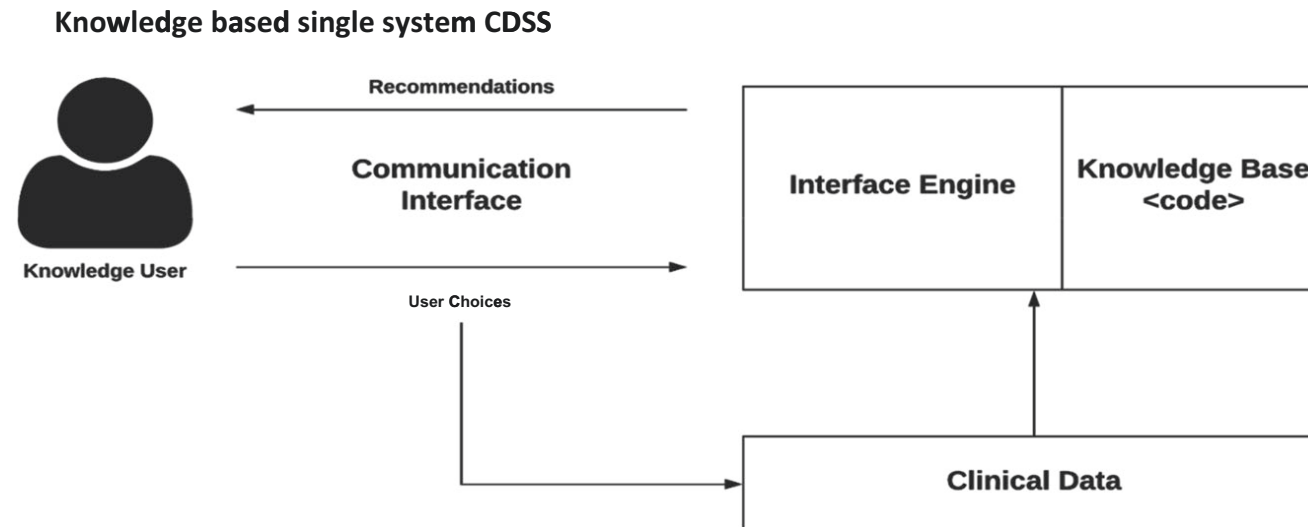 Knowledge based single system CDSS
Recommendations
Communication
Interface
Interface Engine
Knowledge Base
<code>
Knowledge User
User Choices
Clinical Data